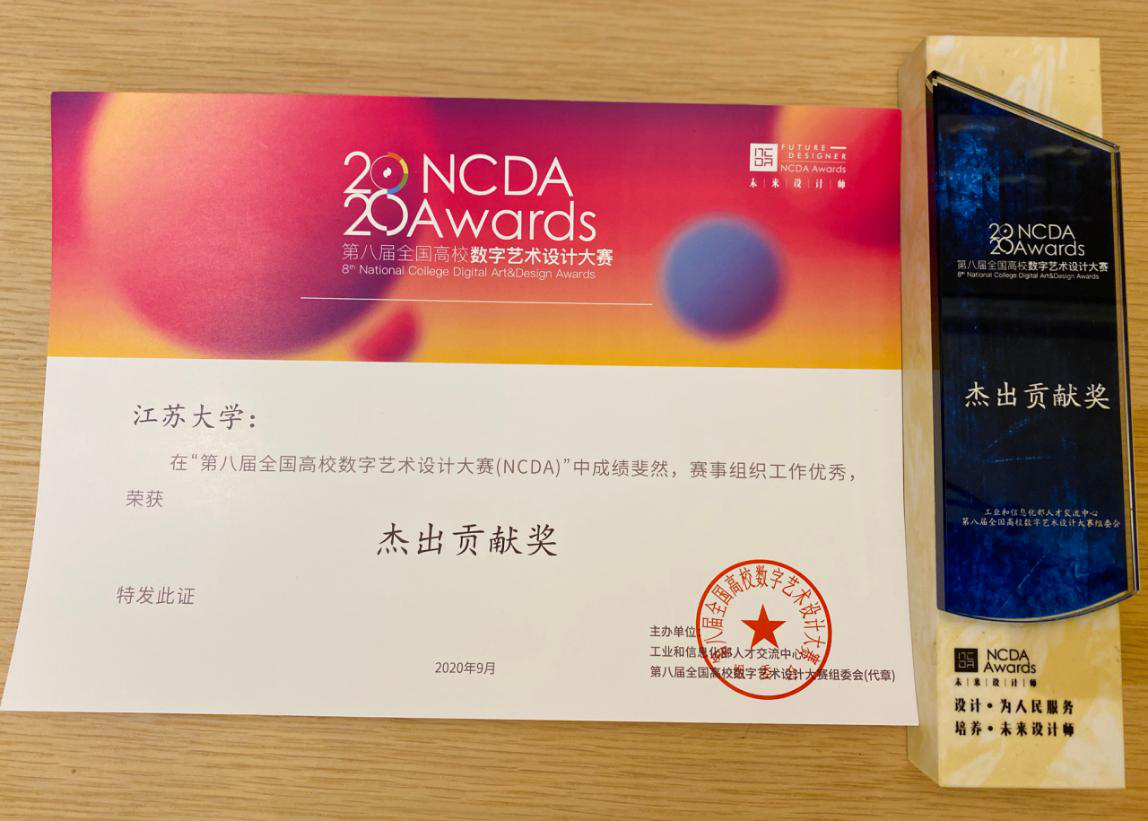 2020 NCDA
Awards
第八届全国高校数字艺术设计大赛
8th National College Digital Art&Design Awards
NCDA
FUTURE
DESIGNER
NCDA Awards
未来设计师
江苏大学：
在“第八届全国高校数字艺术设计大赛(NCDA)”中成绩斐然，赛事组织工作优秀，
荣获
杰出贡献奖
特发此证
2020年9月
主办单位
工业和信息化部人才交流中心
第八届全国高校数字艺术设计大赛组委会(代章)
第八届全国高校数字艺术设计大赛
组委会
2020 NCDA
Awards
第八届全国高校数字艺术设计大赛
8th National College Digital Art&Design Awards
杰出贡献奖
工业和信息化部人才交流中心
第八届全国高校数字艺术设计大赛组委会
NCDA
NCDA
Awards
未来设计师
设计·为人民服务
培养·未来设计师